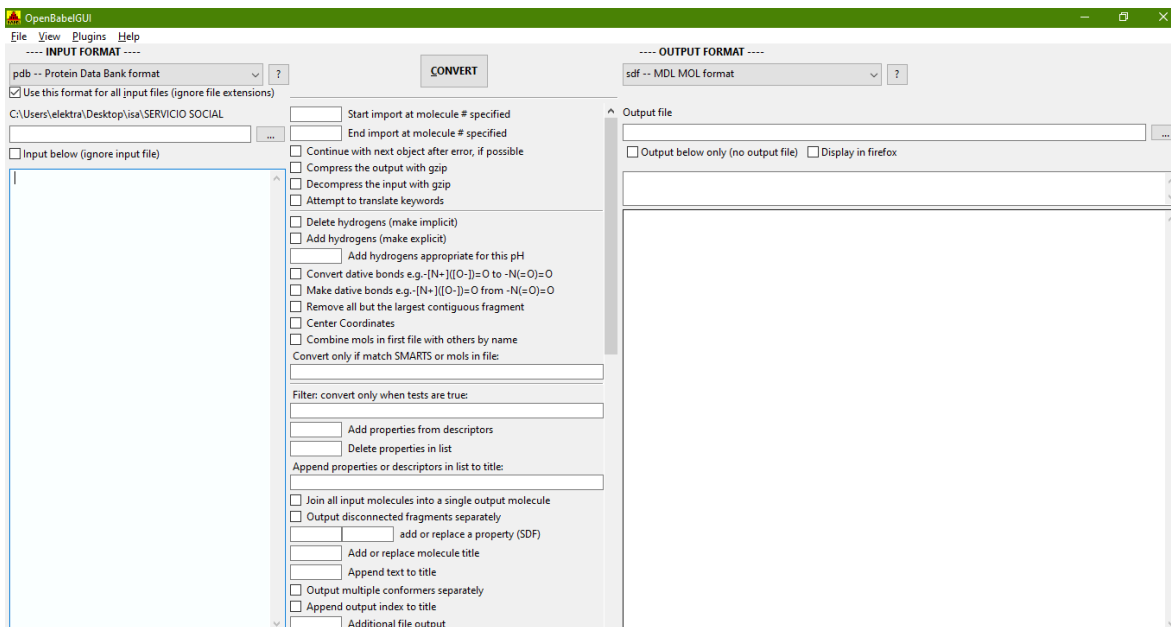 OpenBabelGUI
File View Plugins Help
---- INPUT FORMAT ----
pdb -- Protein Data Bank format
?
Use this format for all input files (ignore file extensions)
C:\Users\elektra\Desktop\isa\SERVICIO SOCIAL
...
Input below (ignore input file)
CONVERT
Start import at molecule # specified
End import at molecule # specified
Continue with next object after error, if possible
Compress the output with gzip
Decompress the input with gzip
Attempt to translate keywords
Delete hydrogens (make implicit)
Add hydrogens (make explicit)
Add hydrogens appropriate for this pH
Convert dative bonds e.g.-[N+]([O-])=O to -N(=O)=O
Make dative bonds e.g.-[N+]([O-])=O from -N(=O)=O
Remove all but the largest contiguous fragment
Center Coordinates
Combine mols in first file with others by name
Convert only if match SMARTS or mols in file:
Filter: convert only when tests are true:
Add properties from descriptors
Delete properties in list
Append properties or descriptors in list to title:
Join all input molecules into a single output molecule
Output disconnected fragments separately
add or replace a property (SDF)
Add or replace molecule title
Append text to title
Output multiple conformers separately
Append output index to title
Additional file output
---- OUTPUT FORMAT ----
sdf -- MDL MOL format
?
Output file
...
Output below only (no output file) Display in firefox